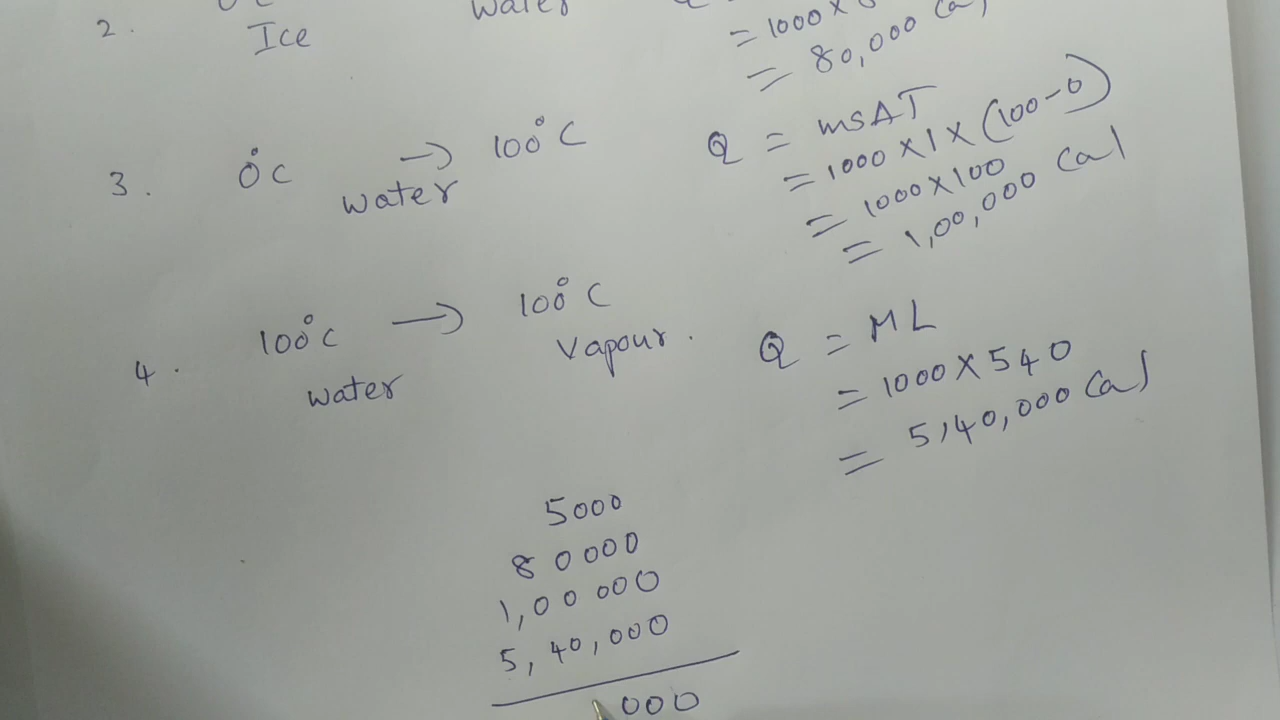 2. Ice Water
= 1000 ×
= 80,000 Cal
3. 0°C → 100°C Q = msΔT
water = 1000 × 1 × (100 - 0)
= 1000 × 100
= 1,00,000 Cal
4. 100°C → 100°C Q = ML
water Vapour. = 1000 × 540
= 5,40,000 Cal
5000
80000
1,00000
5,40,000
000